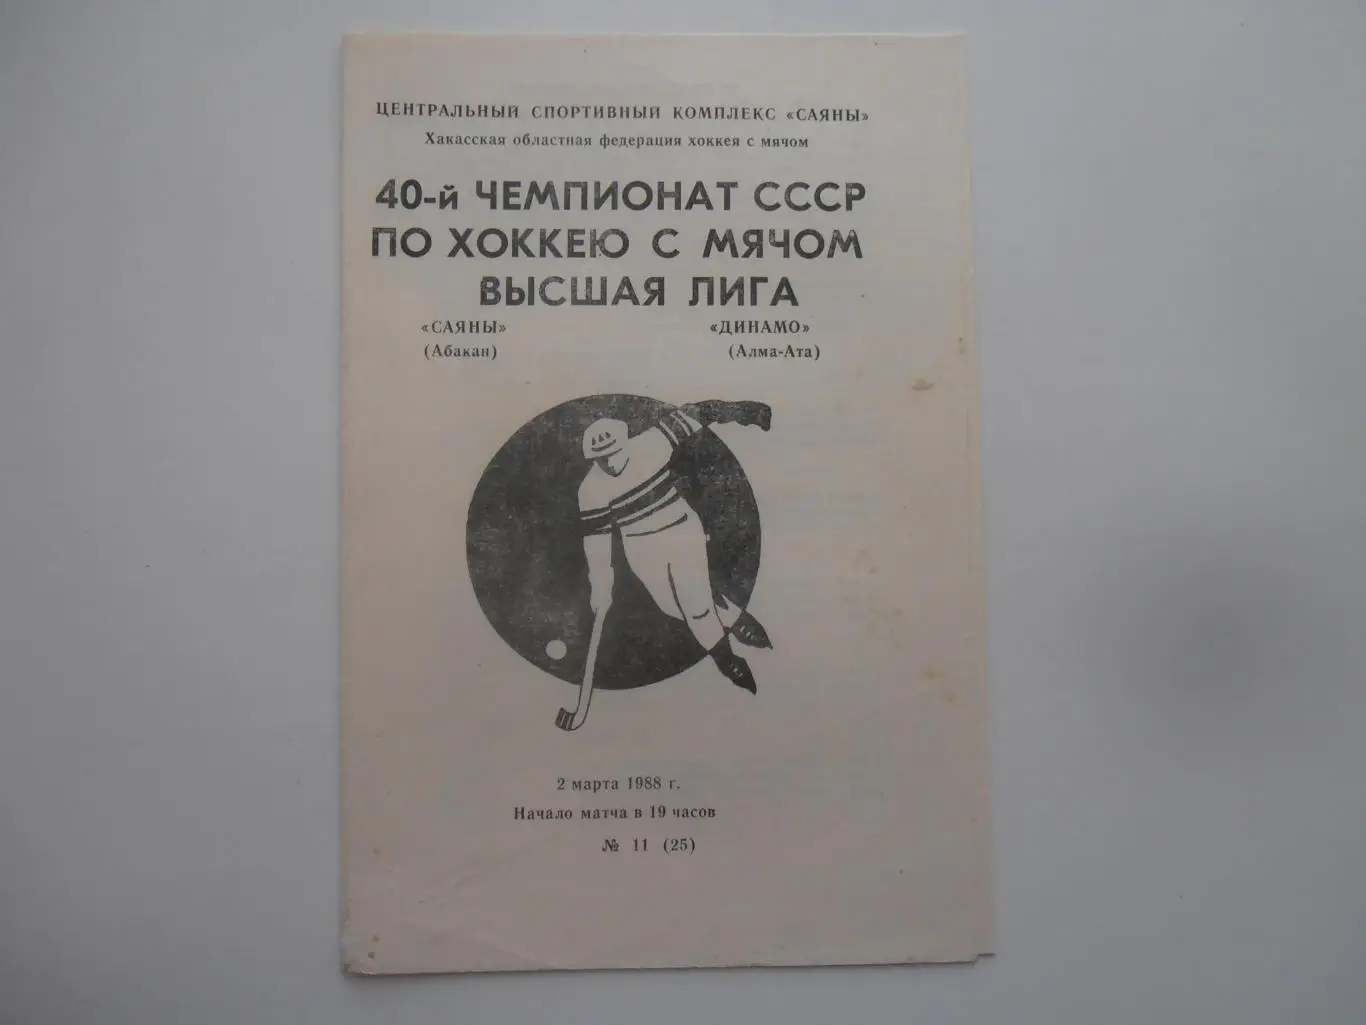 ЦЕНТРАЛЬНЫЙ СПОРТИВНЫЙ КОМПЛЕКС «САЯНЫ»
Хакасская областная федерация хоккея с мячом
40-й ЧЕМПИОНАТ СССР
ПО ХОККЕЮ С МЯЧОМ
ВЫСШАЯ ЛИГА
«САЯНЫ» «ДИНАМО»
(Абакан) (Алма-Ата)
2 марта 1988 г.
Начало матча в 19 часов
№ 11 (25)